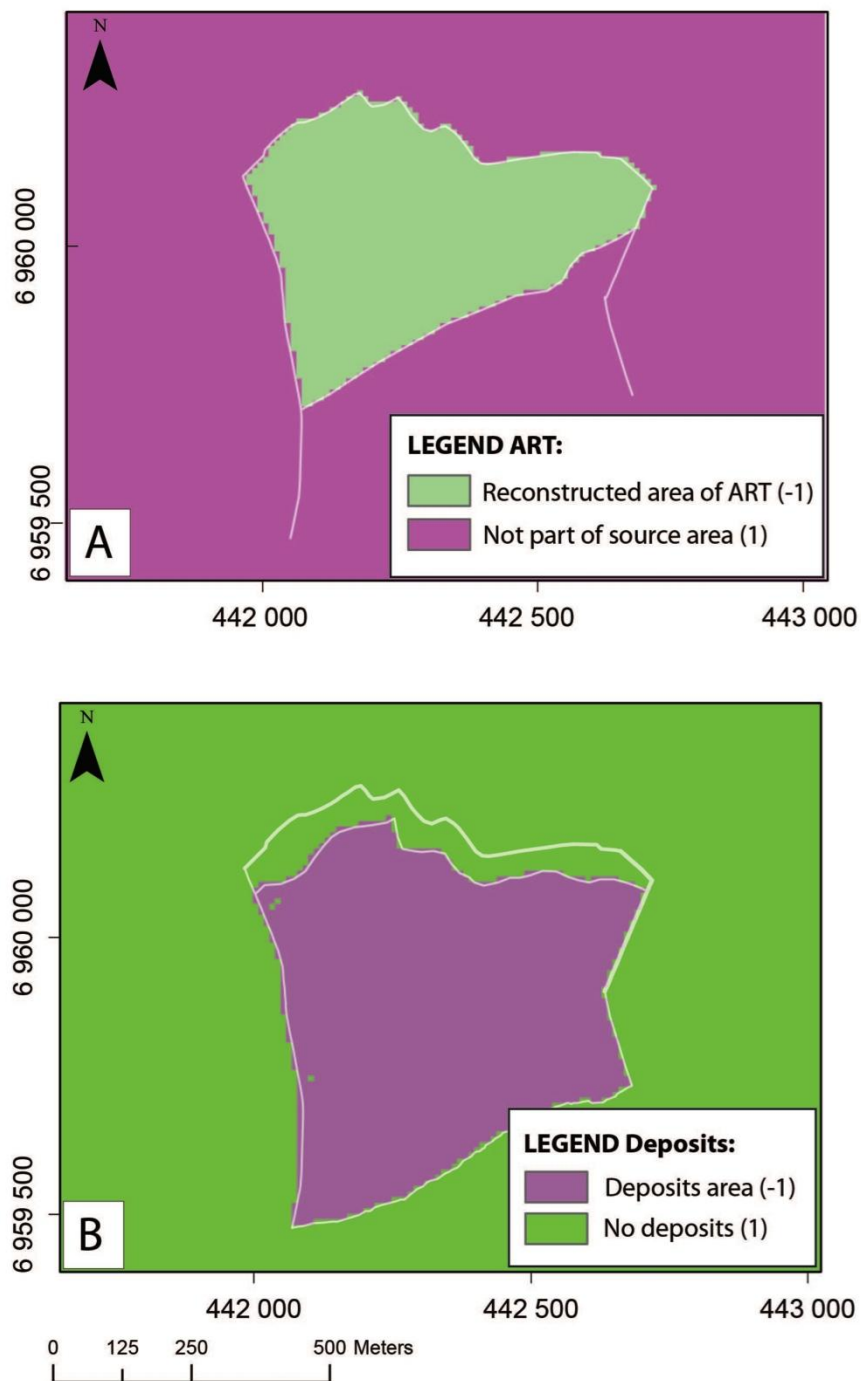 N
6 960 000
6 959 500
A
LEGEND ART:
Reconstructed area of ART (-1)
Not part of source area (1)
442 000 442 500 443 000
N
6 960 000
6 959 500
B
LEGEND Deposits:
Deposits area (-1)
No deposits (1)
442 000 442 500 443 000
0 125 250 500 Meters